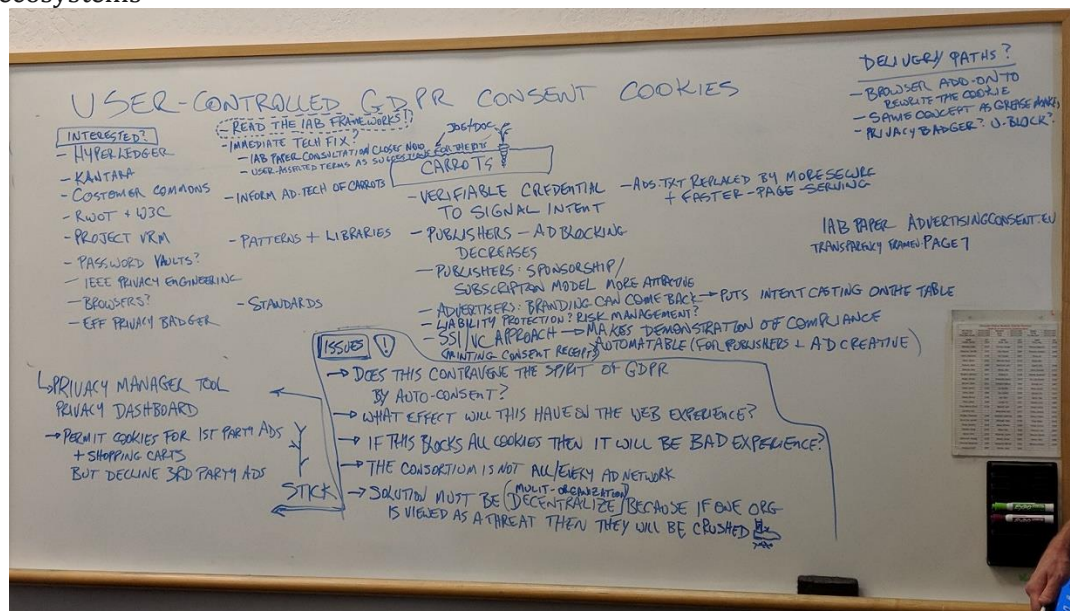 ecosystems
USER-CONTROLLED GDPR CONSENT COOKIES
INTERESTED?
- HYPERLEDGER
- KANTARA
- COSTOMER COMMONS
- RWOT + W3C
- PROJECT VRM
- PASSWORD VAULTS?
- IEEE PRIVACY ENGINEERING
- BROWSERS?
- EFF PRIVACY BADGER
- READ THE IAB FRAMEWORKS!
- IMMEDIATE TECH FIX?
- IAB PAPER CONSULTATION CLOSER NOW
- USER-ASSERTED TERMS AS SUGGESTIONS FOR THEIRS
- INFORM AD-TECH OF CARROTS
- PATTERNS + LIBRARIES
- STANDARDS
CARROTS
- VERIFIABLE CREDENTIAL
TO SIGNAL INTENT
- PUBLISHERS - AD BLOCKING
DECREASES
- PUBLISHERS: SPONSORSHIP/
SUBSCRIPTION MODEL MORE ATTRACTIVE
- ADVERTISERS: BRANDING CAN COME BACK → PUTS INTENT CASTING ON THE TABLE
- LIABILITY PROTECTION? RISK MANAGEMENT?
- SSI/VC APPROACH → MAKES DEMONSTRATION OF COMPLIANCE
(MINTING CONSENT RECEIPTS) AUTOMATABLE (FOR PUBLISHERS + AD CREATIVE)
- ADS.TXT REPLACED BY MORE SECURE
+ FASTER-PAGE-SERVING
DELIVERY PATHS?
- BROWSER ADD-ON TO
REWRITE THE COOKIE
- SAME CONCEPT AS GREASE MONKEY
- PRIVACY BADGER? U-BLOCK?
IAB PAPER ADVERTISINGCONSENT.EU
TRANSPARENCY FRAMEW. PAGE 7
ISSUES !
→ DOES THIS CONTRAVENE THE SPIRIT OF GDPR
BY AUTO-CONSENT?
→ WHAT EFFECT WILL THIS HAVE ON THE WEB EXPERIENCE?
→ IF THIS BLOCKS ALL COOKIES THEN IT WILL BE BAD EXPERIENCE?
→ THE CONSORTIUM IS NOT ALL/EVERY AD NETWORK
→ SOLUTION MUST BE (MULIT-ORGANIZATION) DECENTRALIZE/BECAUSE IF ONE ORG
IS VIEWED AS A THREAT THEN THEY WILL BE CRUSHED
STICK
↳ PRIVACY MANAGER TOOL
PRIVACY DASHBOARD
→ PERMIT COOKIES FOR 1ST PARTY ADS
+ SHOPPING CARTS
BUT DECLINE 3RD PARTY ADS